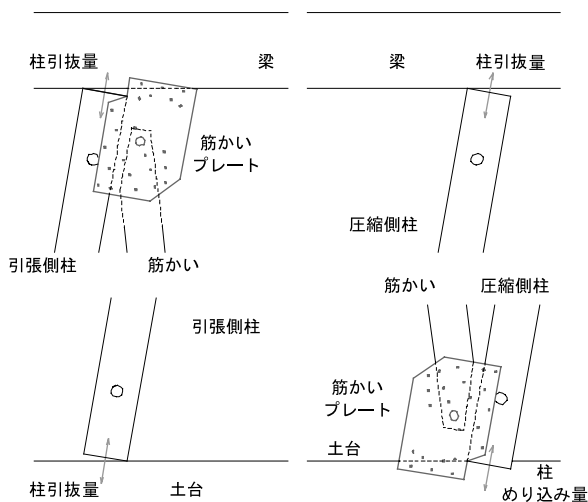 柱引抜量
梁
筋かい
プレート
引張側柱
筋かい
引張側柱
柱引抜量
土台
梁
柱引抜量
圧縮側柱
筋かい
圧縮側柱
筋かい
プレート
土台
柱
めり込み量